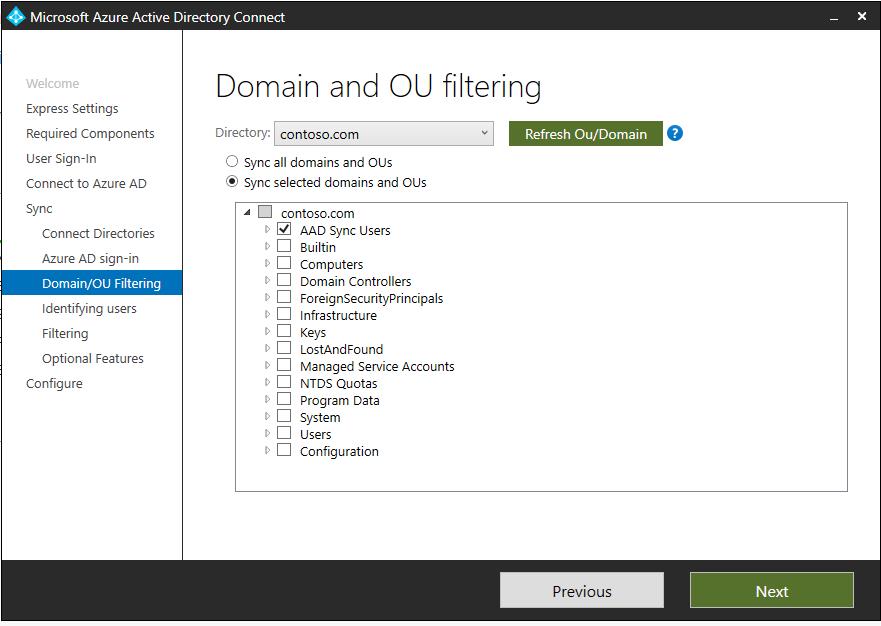 Microsoft Azure Active Directory Connect
Welcome
Express Settings
Required Components
User Sign-In
Connect to Azure AD
Sync
Connect Directories
Azure AD sign-in
Domain/OU Filtering
Identifying users
Filtering
Optional Features
Configure
Domain and OU filtering
Directory: contoso.com Refresh Ou/Domain ?
Sync all domains and OUs
Sync selected domains and OUs
contoso.com
AAD Sync Users
Builtin
Computers
Domain Controllers
ForeignSecurityPrincipals
Infrastructure
Keys
LostAndFound
Managed Service Accounts
NTDS Quotas
Program Data
System
Users
Configuration
Previous Next